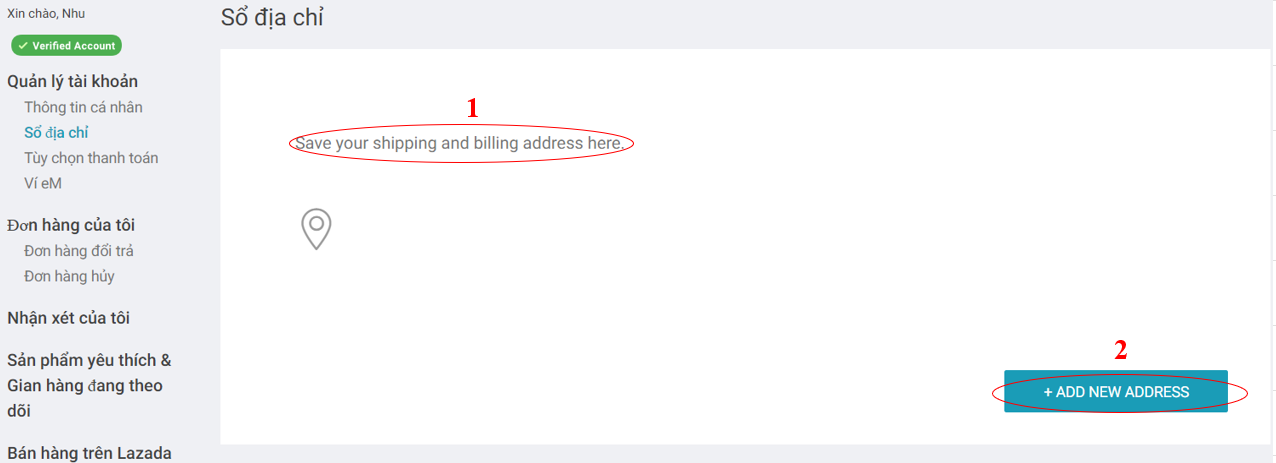 Xin chào, Nhu
Verified Account
Quản lý tài khoản
Thông tin cá nhân
Sổ địa chỉ
Tùy chọn thanh toán
Ví eM
Đơn hàng của tôi
Đơn hàng đổi trả
Đơn hàng hủy
Nhận xét của tôi
Sản phẩm yêu thích &
Gian hàng đang theo
dõi
Bán hàng trên Lazada
Sổ địa chỉ
1
Save your shipping and billing address here.
2
+ ADD NEW ADDRESS